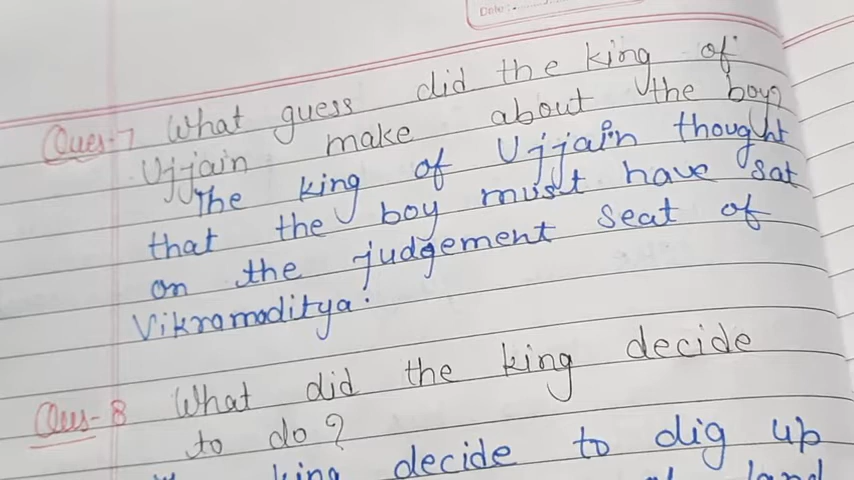 Date:
Ques-7 What guess did the king of
Ujjain make about the boy?
The king of Ujjain thought
that the boy must have sat
on the judgement seat of
Vikramaditya.
Ques-8 What did the king decide
to do?
king decide to dig up
land